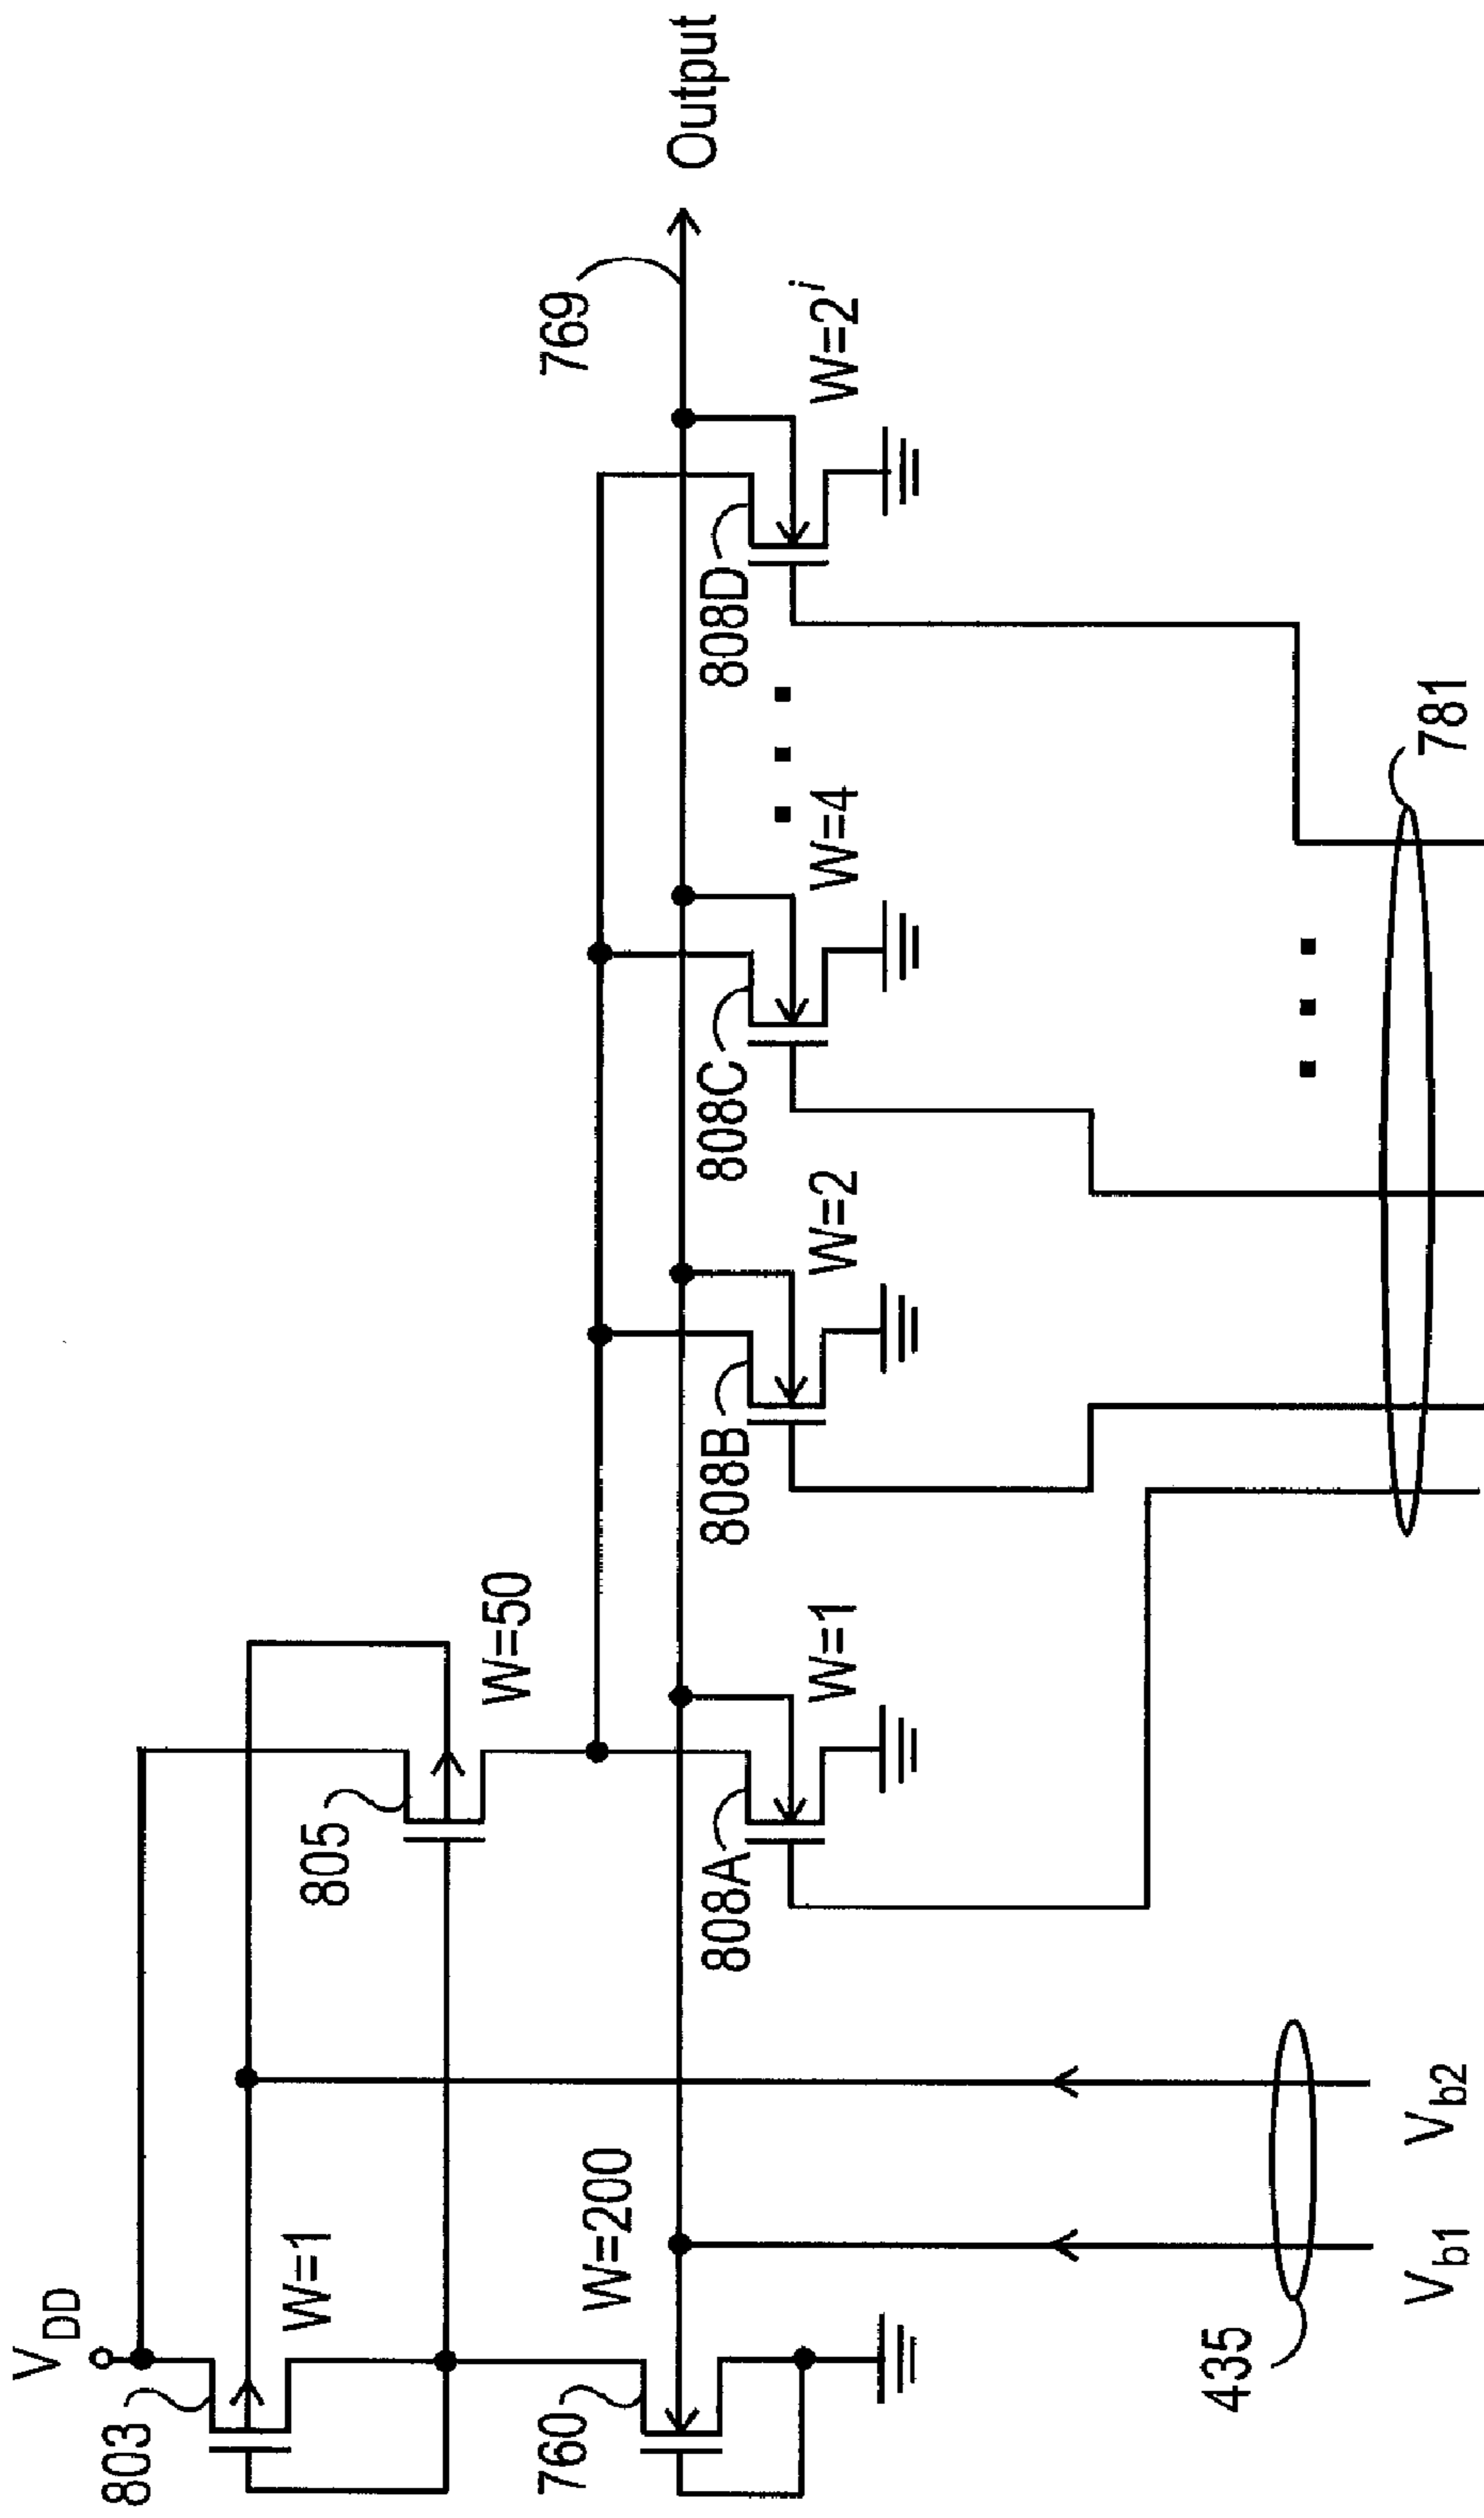 V_DD
803
W=1
805
W=50
760
W=200
769
Output
808A
W=1
808B
W=2
808C
W=4
808D
W=2^i
435
V_b1
V_b2
781